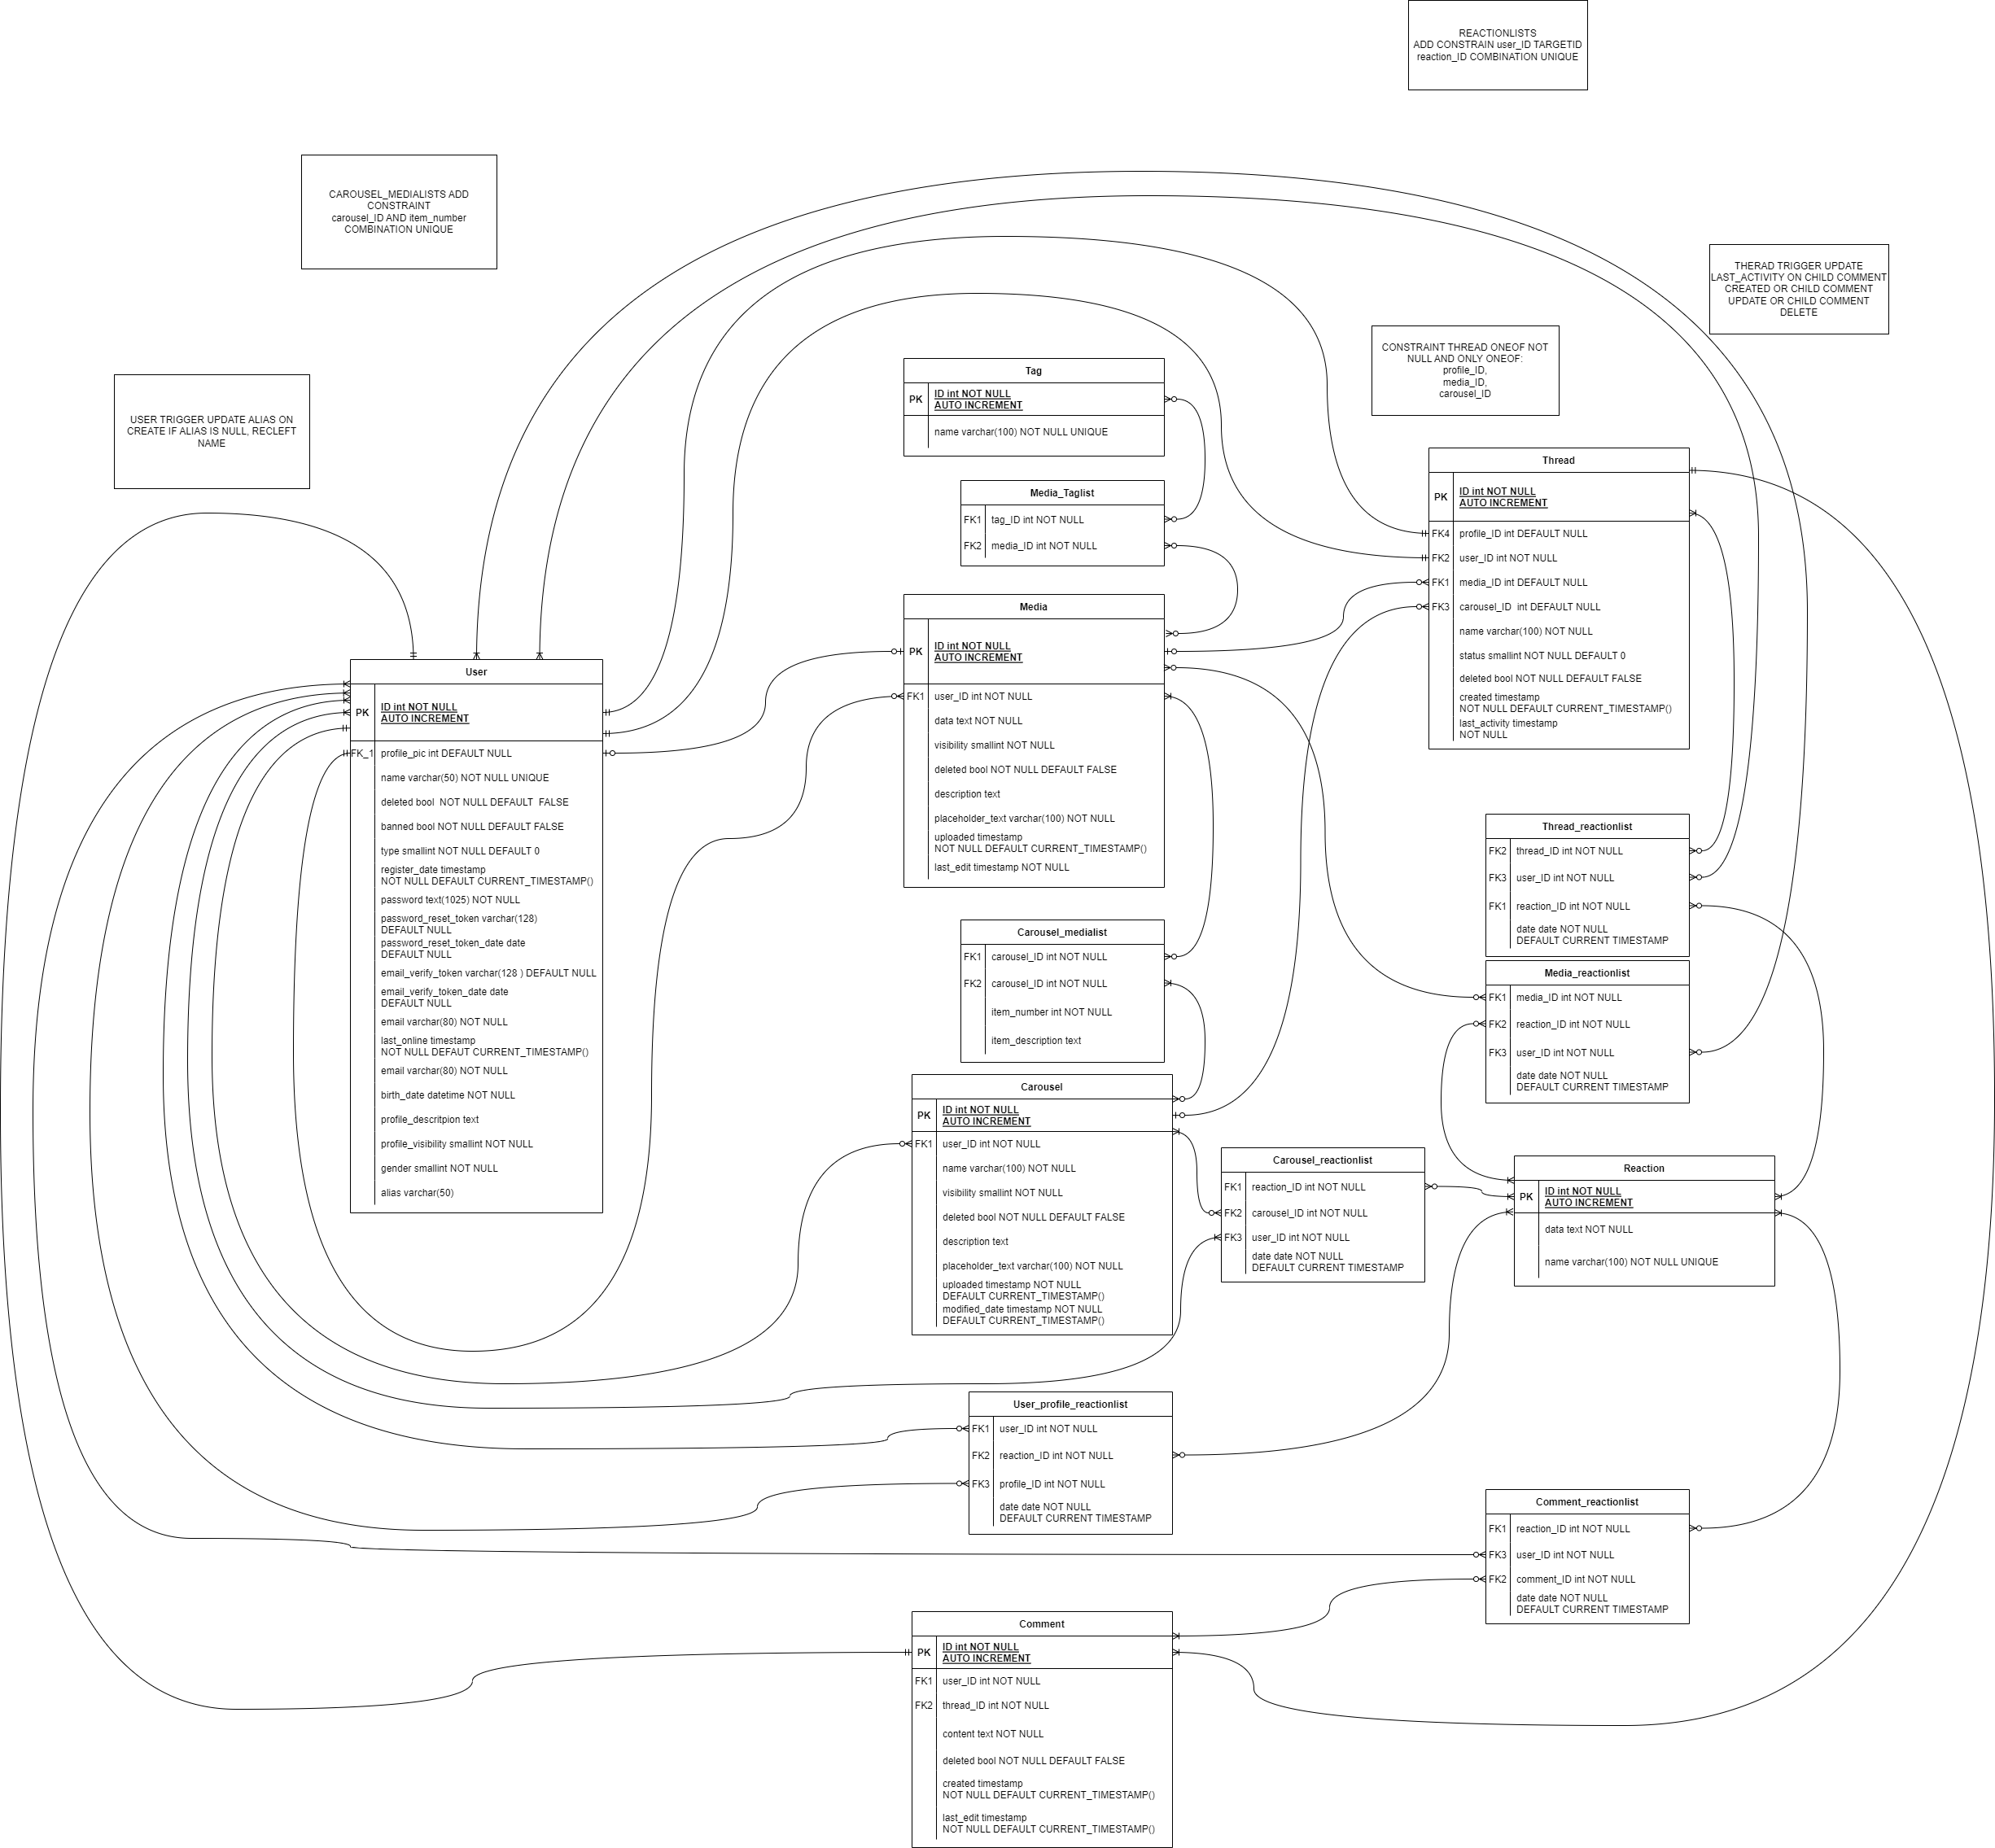 REACTIONLISTS
ADD CONSTRAIN user_ID TARGETID
reaction_ID COMBINATION UNIQUE
CAROUSEL_MEDIALISTS ADD
CONSTRAINT
carousel_ID AND item_number
COMBINATION UNIQUE
THERAD TRIGGER UPDATE
LAST_ACTIVITY ON CHILD COMMENT
CREATED OR CHILD COMMENT
UPDATE OR CHILD COMMENT
DELETE
CONSTRAINT THREAD ONEOF NOT
NULL AND ONLY ONEOF:
profile_ID,
media_ID,
carousel_ID
USER TRIGGER UPDATE ALIAS ON
CREATE IF ALIAS IS NULL, RECLEFT
NAME
Tag
PK
ID int NOT NULL
AUTO INCREMENT
name varchar(100) NOT NULL UNIQUE
Media_Taglist
FK1 tag_ID int NOT NULL
FK2 media_ID int NOT NULL
Thread
PK
ID int NOT NULL
AUTO INCREMENT
FK4 profile_ID int DEFAULT NULL
FK2 user_ID int NOT NULL
FK1 media_ID int DEFAULT NULL
FK3 carousel_ID int DEFAULT NULL
name varchar(100) NOT NULL
status smallint NOT NULL DEFAULT 0
deleted bool NOT NULL DEFAULT FALSE
created timestamp
NOT NULL DEFAULT CURRENT_TIMESTAMP()
last_activity timestamp
NOT NULL
Media
PK
ID int NOT NULL
AUTO INCREMENT
FK1 user_ID int NOT NULL
data text NOT NULL
visibility smallint NOT NULL
deleted bool NOT NULL DEFAULT FALSE
description text
placeholder_text varchar(100) NOT NULL
uploaded timestamp
NOT NULL DEFAULT CURRENT_TIMESTAMP()
last_edit timestamp NOT NULL
User
PK
ID int NOT NULL
AUTO INCREMENT
FK_1 profile_pic int DEFAULT NULL
name varchar(50) NOT NULL UNIQUE
deleted bool NOT NULL DEFAULT FALSE
banned bool NOT NULL DEFAULT FALSE
type smallint NOT NULL DEFAULT 0
register_date timestamp
NOT NULL DEFAULT CURRENT_TIMESTAMP()
password text(1025) NOT NULL
password_reset_token varchar(128)
DEFAULT NULL
password_reset_token_date date
DEFAULT NULL
email_verify_token varchar(128 ) DEFAULT NULL
email_verify_token_date date
DEFAULT NULL
email varchar(80) NOT NULL
last_online timestamp
NOT NULL DEFAUT CURRENT_TIMESTAMP()
email varchar(80) NOT NULL
birth_date datetime NOT NULL
profile_descritpion text
profile_visibility smallint NOT NULL
gender smallint NOT NULL
alias varchar(50)
Thread_reactionlist
FK2 thread_ID int NOT NULL
FK3 user_ID int NOT NULL
FK1 reaction_ID int NOT NULL
date date NOT NULL
DEFAULT CURRENT TIMESTAMP
Carousel_medialist
FK1 carousel_ID int NOT NULL
FK2 carousel_ID int NOT NULL
item_number int NOT NULL
item_description text
Media_reactionlist
FK1 media_ID int NOT NULL
FK2 reaction_ID int NOT NULL
FK3 user_ID int NOT NULL
date date NOT NULL
DEFAULT CURRENT TIMESTAMP
Carousel
PK
ID int NOT NULL
AUTO INCREMENT
FK1 user_ID int NOT NULL
name varchar(100) NOT NULL
visibility smallint NOT NULL
deleted bool NOT NULL DEFAULT FALSE
description text
placeholder_text varchar(100) NOT NULL
uploaded timestamp NOT NULL
DEFAULT CURRENT_TIMESTAMP()
modified_date timestamp NOT NULL
DEFAULT CURRENT_TIMESTAMP()
Carousel_reactionlist
FK1 reaction_ID int NOT NULL
FK2 carousel_ID int NOT NULL
FK3 user_ID int NOT NULL
date date NOT NULL
DEFAULT CURRENT TIMESTAMP
Reaction
PK
ID int NOT NULL
AUTO INCREMENT
data text NOT NULL
name varchar(100) NOT NULL UNIQUE
User_profile_reactionlist
FK1 user_ID int NOT NULL
FK2 reaction_ID int NOT NULL
FK3 profile_ID int NOT NULL
date date NOT NULL
DEFAULT CURRENT TIMESTAMP
Comment_reactionlist
FK1 reaction_ID int NOT NULL
FK3 user_ID int NOT NULL
FK2 comment_ID int NOT NULL
date date NOT NULL
DEFAULT CURRENT TIMESTAMP
Comment
PK
ID int NOT NULL
AUTO INCREMENT
FK1 user_ID int NOT NULL
FK2 thread_ID int NOT NULL
content text NOT NULL
deleted bool NOT NULL DEFAULT FALSE
created timestamp
NOT NULL DEFAULT CURRENT_TIMESTAMP()
last_edit timestamp
NOT NULL DEFAULT CURRENT_TIMESTAMP()